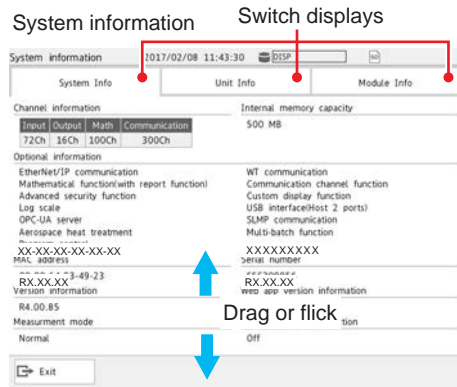 System information
Switch displays
System information 2017/02/08 11:43:30 DISP
System Info Unit Info Module Info
Channel information Internal memory capacity
Input Output Math Communication 500 MB
72Ch 16Ch 100Ch 300Ch
Optional information
EtherNet/IP communication WT communication
Mathematical function(with report function) Communication channel function
Advanced security function Custom display function
Log scale USB interface(Host 2 ports)
OPC-UA server SLMP communication
Aerospace heat treatment Multi-batch function
XX-XX-XX-XX-XX-XX XXXXXXXXX
MAC address Serial number
03-49-23
RX.XX.XX RX.XX.XX
Version information Web app version information
R4.00.85
Drag or flick
Measurment mode
Normal Off
Exit